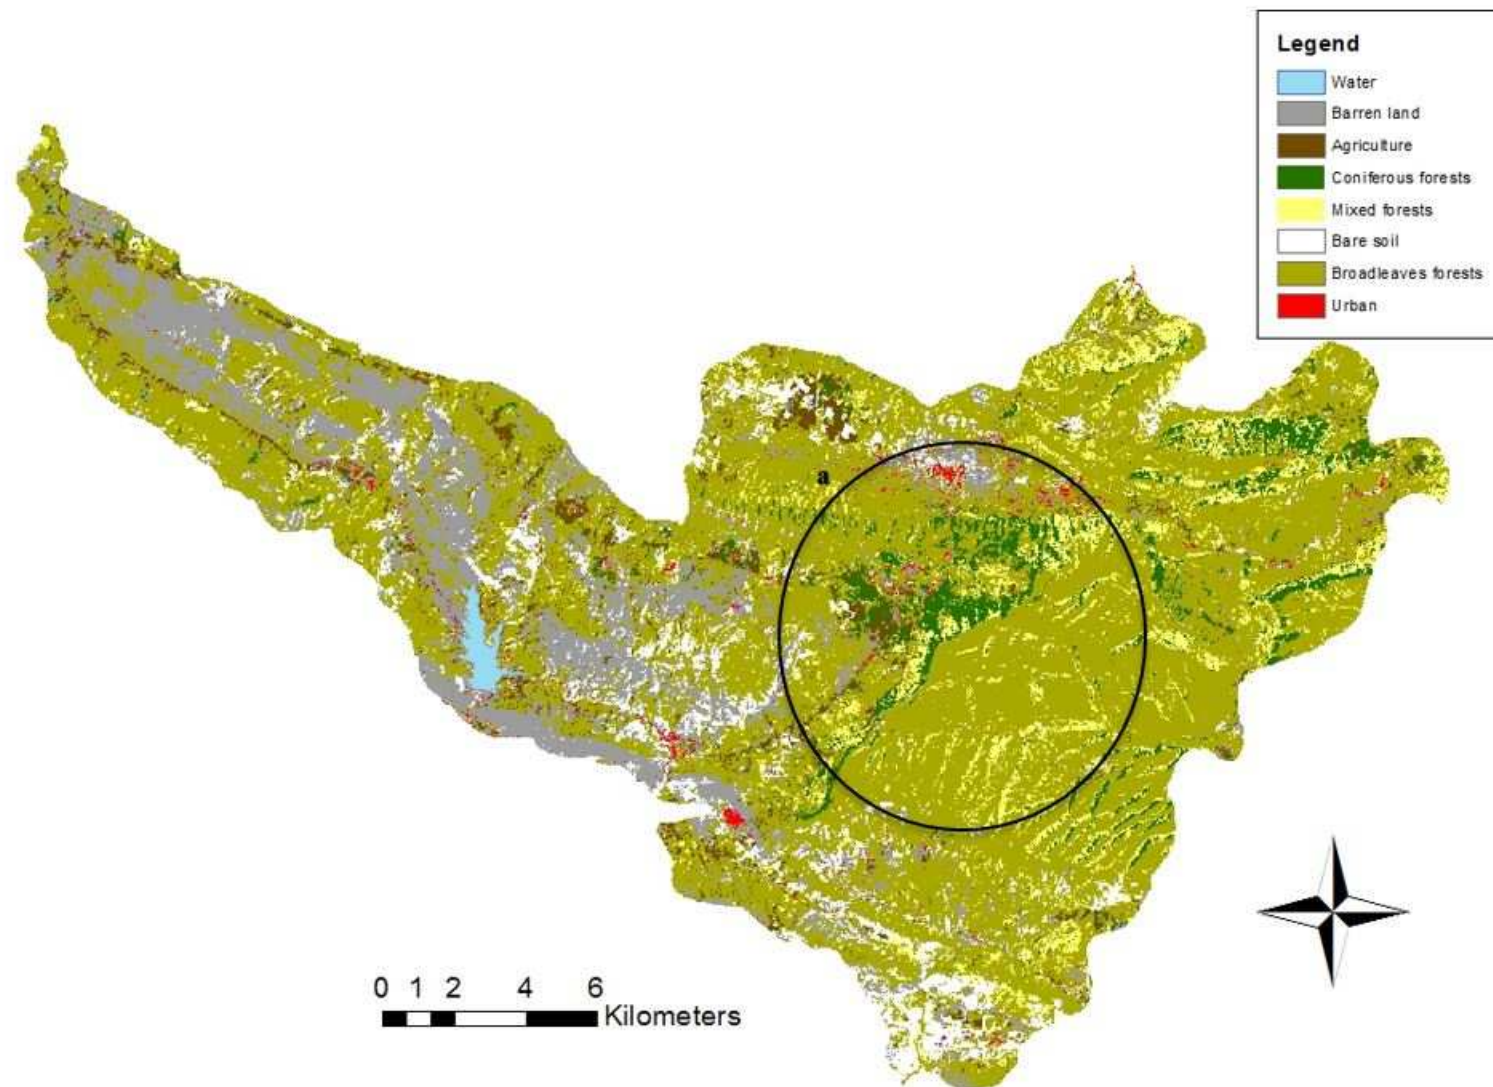 Legend
Water
Barren land
Agriculture
Coniferous forests
Mixed forests
Bare soil
Broadleaves forests
Urban
a
0 1 2 4 6
Kilometers